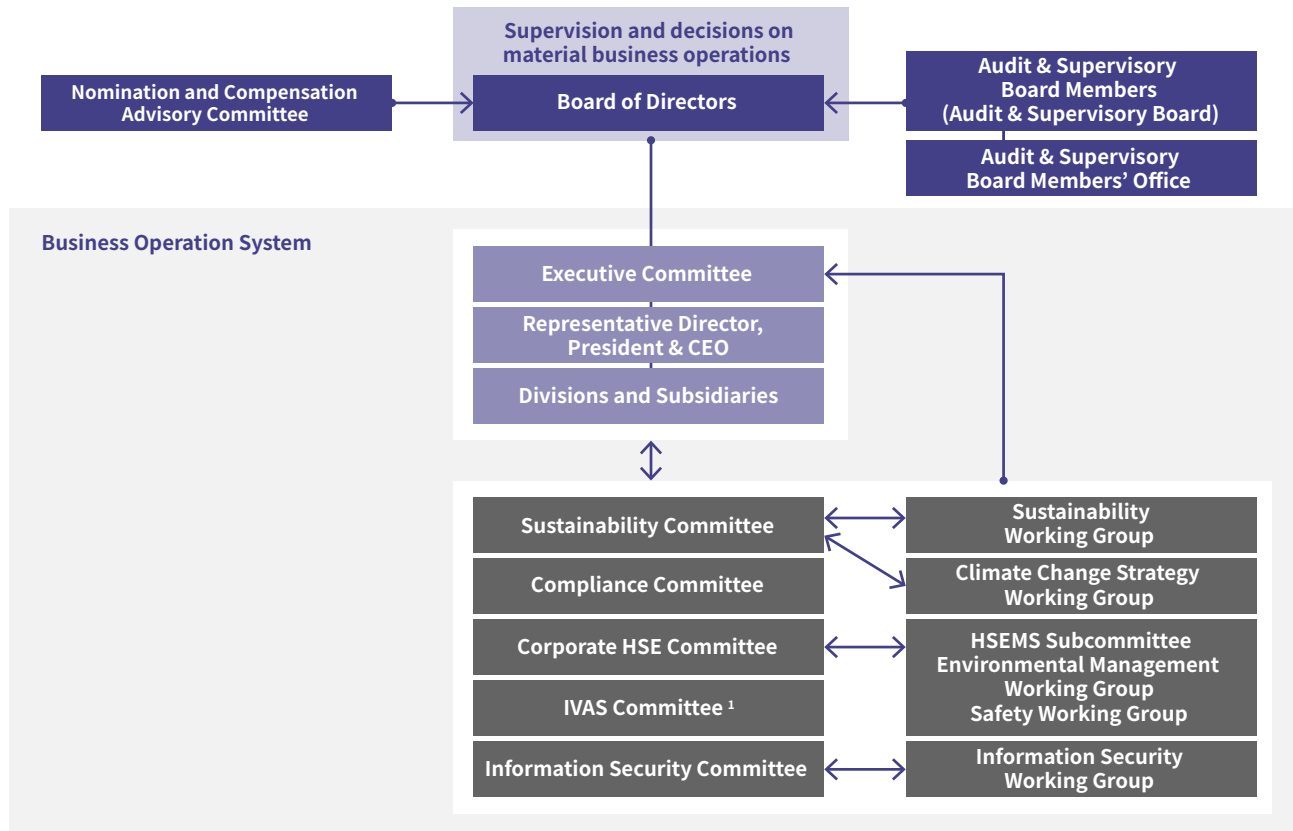 Supervision and decisions on
material business operations
Nomination and Compensation
Advisory Committee
Board of Directors
Audit & Supervisory
Board Members
(Audit & Supervisory Board)
Audit & Supervisory
Board Members’ Office
Business Operation System
Executive Committee
Representative Director,
President & CEO
Divisions and Subsidiaries
Sustainability Committee
Sustainability
Working Group
Compliance Committee
Climate Change Strategy
Working Group
Corporate HSE Committee
HSEMS Subcommittee
Environmental Management
Working Group
Safety Working Group
IVAS Committee ¹
Information Security Committee
Information Security
Working Group